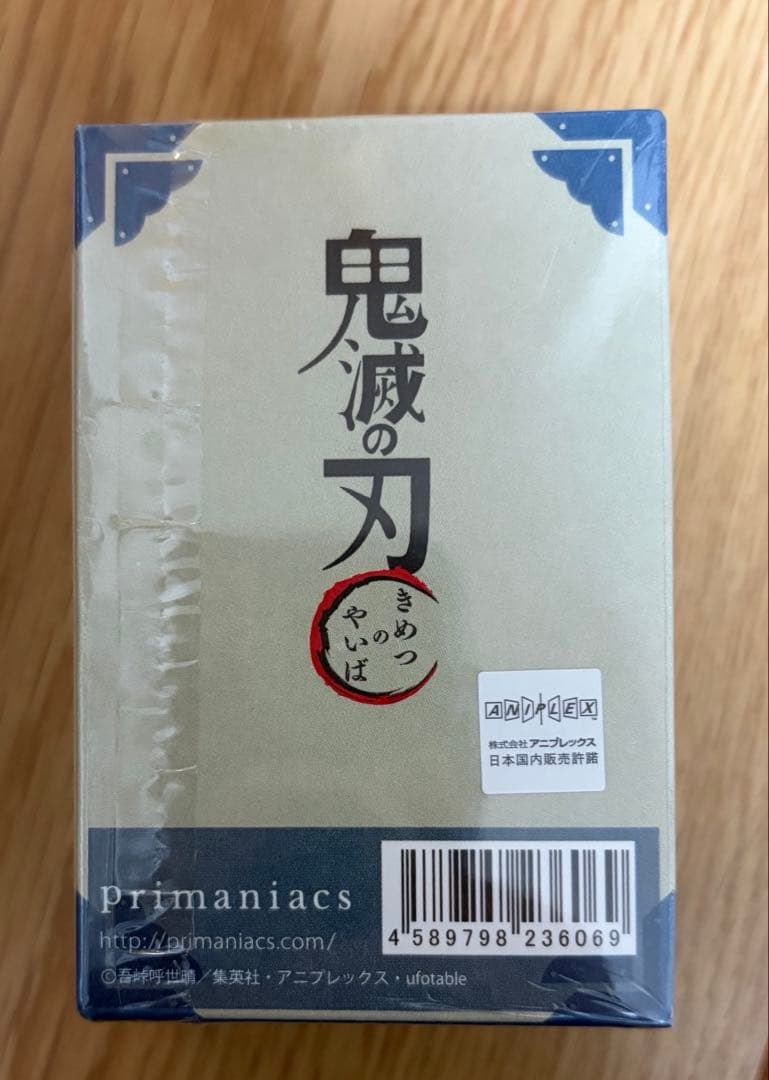 鬼滅の刃
きめつ
の
やいば
ANIPLEX™
株式会社 アニプレックス
日本国内販売許諾
primaniacs
http://primaniacs.com/
4 589798 236069
©吾峠呼世晴／集英社・アニプレックス・ufotable